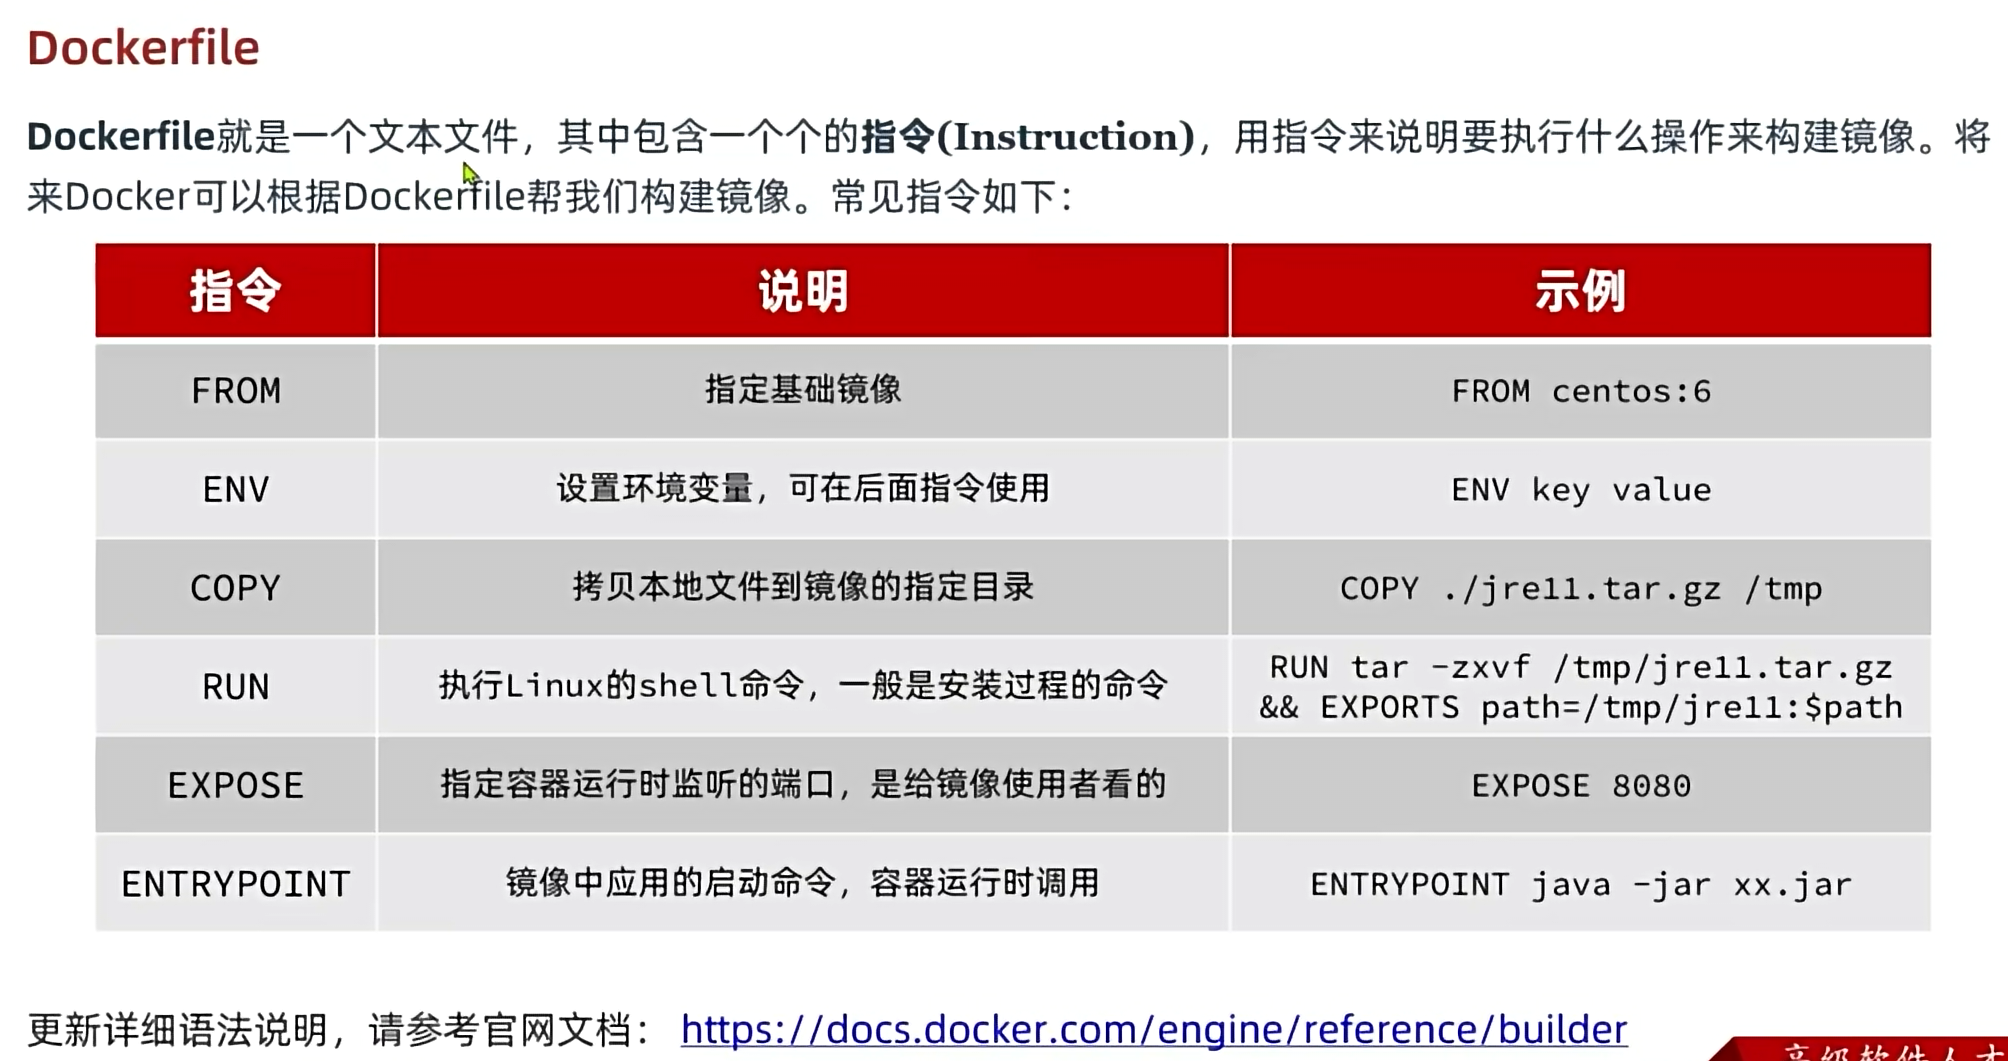 Dockerfile
Dockerfile就是一个文本文件，其中包含一个个的指令(Instruction)，用指令来说明要执行什么操作来构建镜像。将
来Docker可以根据Dockerfile帮我们构建镜像。常见指令如下：
指令 说明 示例
FROM 指定基础镜像 FROM centos:6
ENV 设置环境变量，可在后面指令使用 ENV key value
COPY 拷贝本地文件到镜像的指定目录 COPY ./jre11.tar.gz /tmp
RUN 执行Linux的shell命令，一般是安装过程的命令 RUN tar -zxvf /tmp/jre11.tar.gz
&& EXPORTS path=/tmp/jre11:$path
EXPOSE 指定容器运行时监听的端口，是给镜像使用者看的 EXPOSE 8080
ENTRYPOINT 镜像中应用的启动命令，容器运行时调用 ENTRYPOINT java -jar xx.jar
更新详细语法说明，请参考官网文档： https://docs.docker.com/engine/reference/builder
高级软件人才